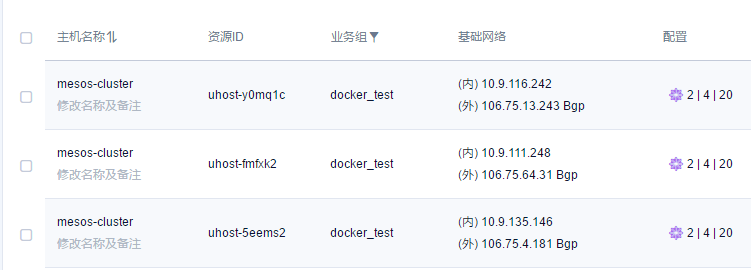 主机名称 资源ID 业务组 基础网络 配置
mesos-cluster
修改名称及备注
uhost-y0mq1c
docker_test
(内) 10.9.116.242
(外) 106.75.13.243 Bgp
2 | 4 | 20
mesos-cluster
修改名称及备注
uhost-fmfxk2
docker_test
(内) 10.9.111.248
(外) 106.75.64.31 Bgp
2 | 4 | 20
mesos-cluster
修改名称及备注
uhost-5eems2
docker_test
(内) 10.9.135.146
(外) 106.75.4.181 Bgp
2 | 4 | 20